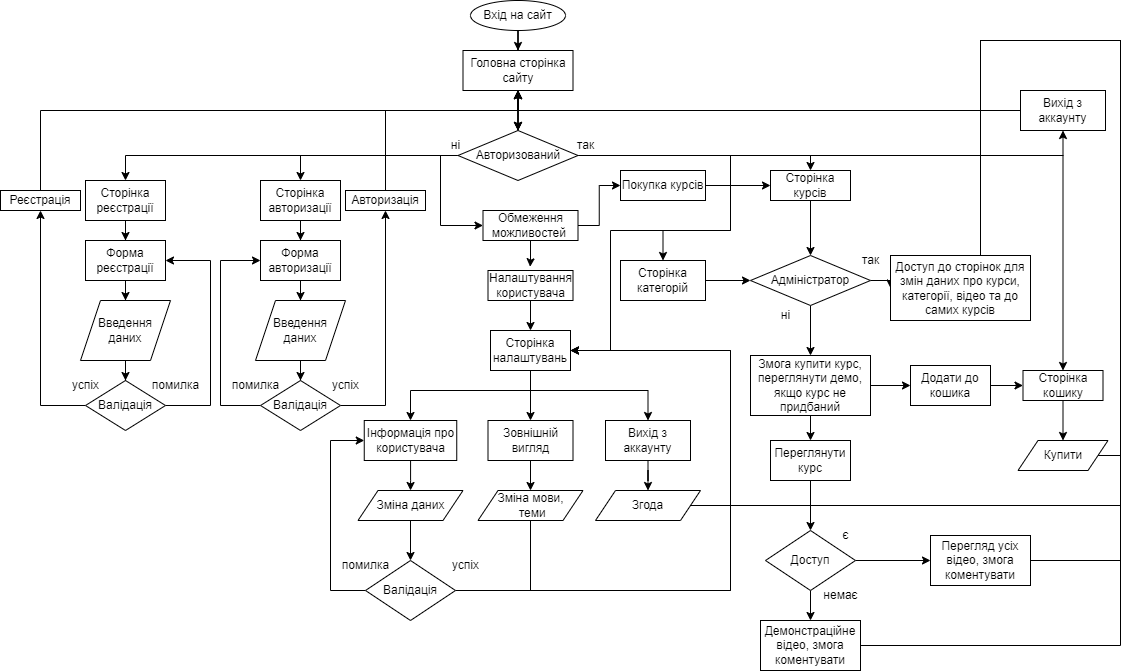 Вхід на сайт
Головна сторінка
сайту
Вихід з
аккаунту
ні
Авторизований
так
Реєстрація
Сторінка
реєстрації
Сторінка
авторизації
Авторизація
Покупка курсів
Сторінка
курсів
Обмеження
можливостей
Форма
реєстрації
Форма
авторизації
Налаштування
користувача
Сторінка
категорій
Адміністратор
так
ні
Доступ до сторінок для
змін даних про курси,
категорії, відео та до
самих курсів
Введення
даних
Введення
даних
Сторінка
налаштувань
успіх
Валідація
помилка
помилка
Валідація
успіх
Змога купити курс,
переглянути демо,
якщо курс не
придбаний
Додати до
кошика
Сторінка
кошику
Інформація про
користувача
Зовнішній
вигляд
Вихід з
аккаунту
Переглянути
курс
Купити
Зміна даних
Зміна мови,
теми
Згода
помилка
Валідація
успіх
Доступ
є
немає
Перегляд усіх
відео, змога
коментувати
Демонстраційне
відео, змога
коментувати